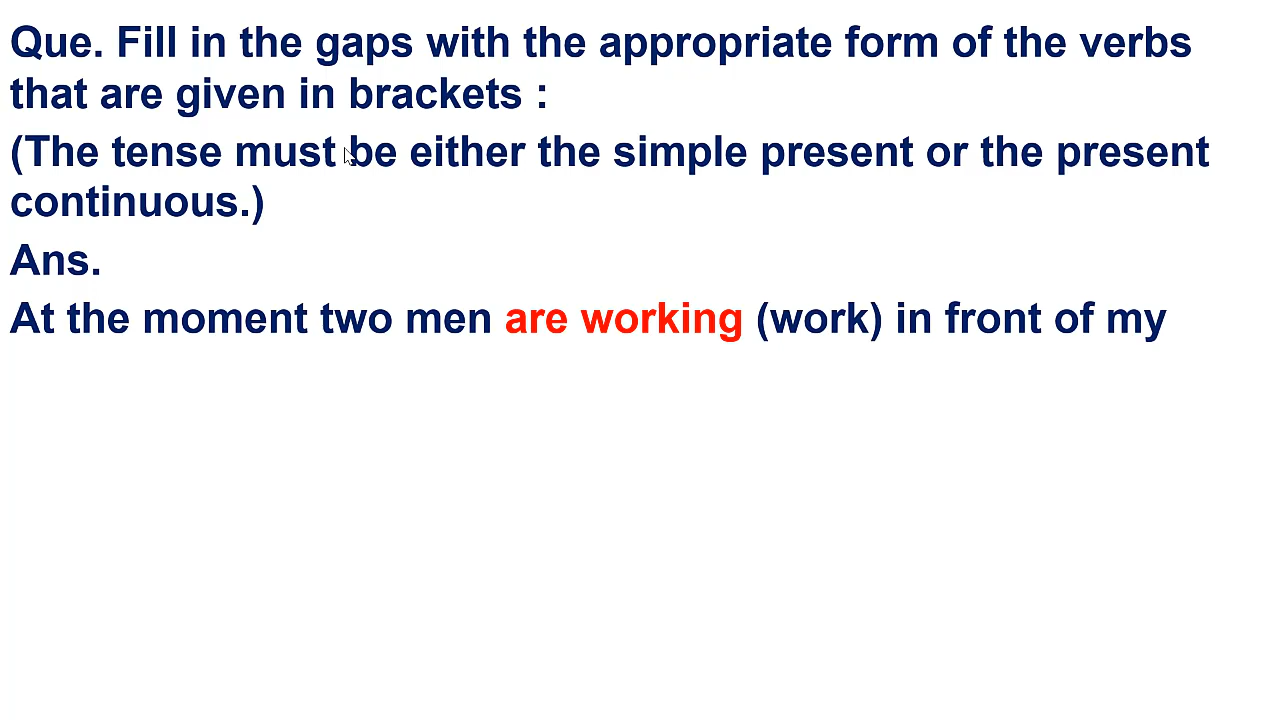 Que. Fill in the gaps with the appropriate form of the verbs
that are given in brackets :
(The tense must be either the simple present or the present
continuous.)
Ans.
At the moment two men are working (work) in front of my